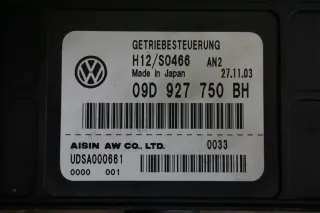 GETRIEBESTEUERUNG
H12/S0466 AN2
Made In Japan 27.11.03
09D 927 750 BH
AISIN AW CO., LTD. 0033
UDSA000661
0000 001